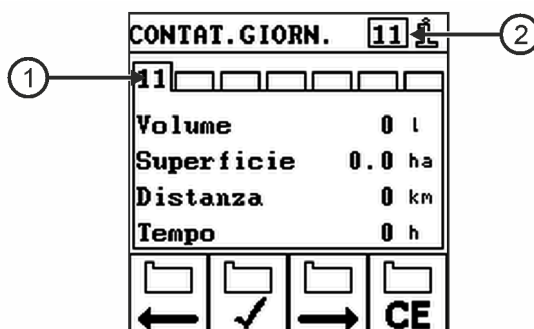 CONTAT.GIORN. 11
2
1
11
Volume 0 l
Superficie 0.0 ha
Distanza 0 km
Tempo 0 h
CE